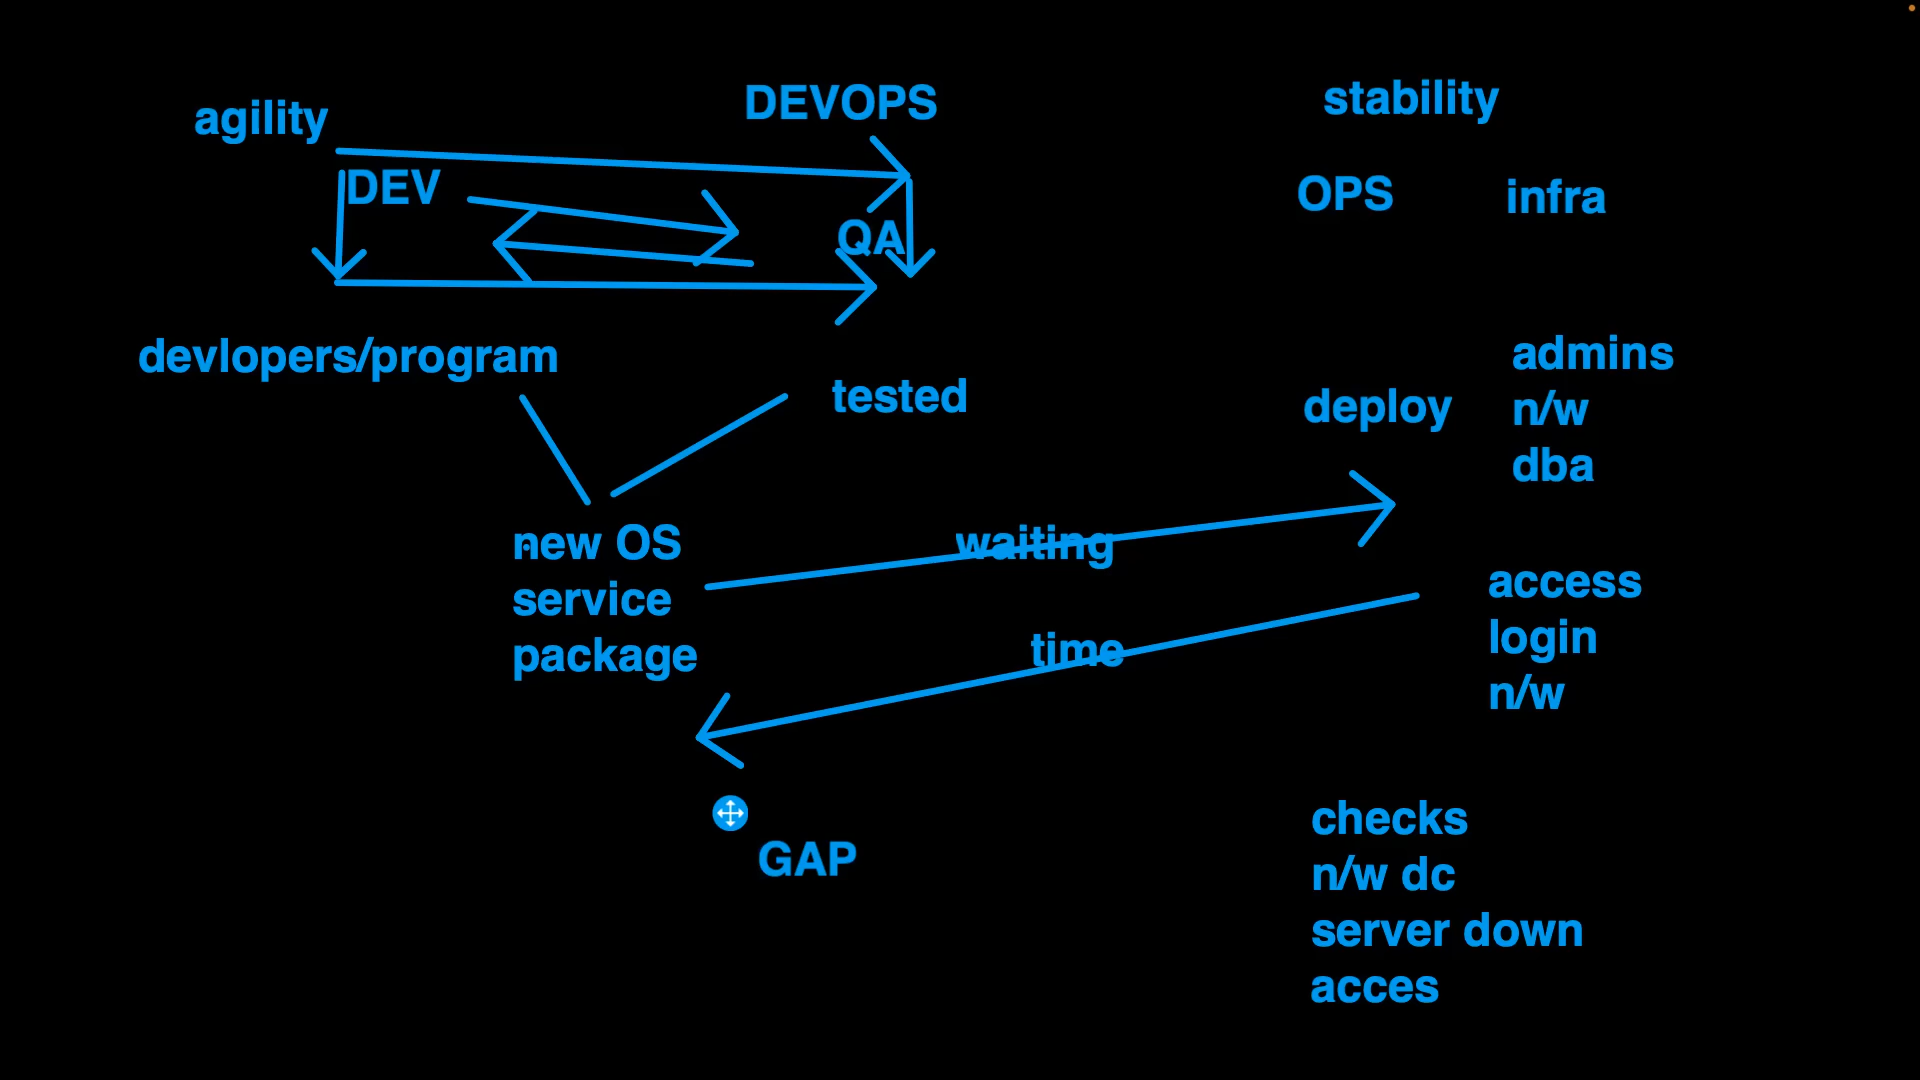 agility
DEVOPS
stability
DEV
QA
OPS
infra
devlopers/program
tested
deploy
admins
n/w
dba
new OS
service
package
waiting
time
access
login
n/w
GAP
checks
n/w dc
server down
acces